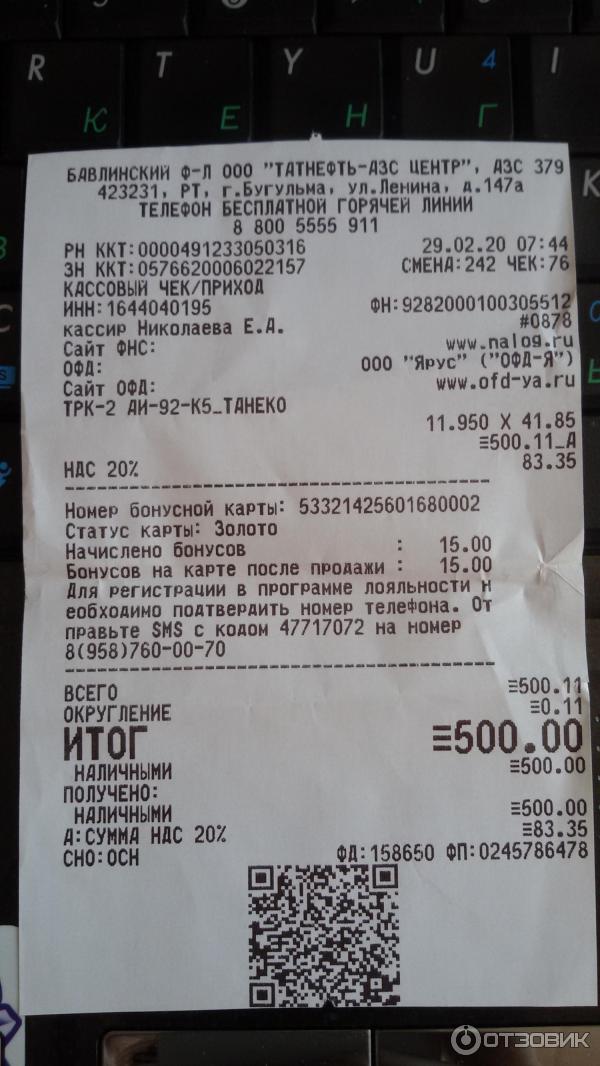 R T Y U 4 I
К Е Н Г
БАВЛИНСКИЙ Ф-Л ООО "ТАТНЕФТЬ-АЗС ЦЕНТР", АЗС 379
423231, РТ, г.Бугульма, ул.Ленина, д.147а
ТЕЛЕФОН БЕСПЛАТНОЙ ГОРЯЧЕЙ ЛИНИИ
8 800 5555 911
РН ККТ:0000491233050316 29.02.20 07:44
ЗН ККТ:0576620006022157 СМЕНА:242 ЧЕК:76
КАССОВЫЙ ЧЕК/ПРИХОД
ИНН:1644040195 ФН:9282000100305512
кассир Николаева Е.А. #0878
Сайт ФНС: www.nalog.ru
ОФД: ООО "Ярус" ("ОФД-Я")
Сайт ОФД: www.ofd-ya.ru
ТРК-2 АИ-92-К5_ТАНЕКО
11.950 X 41.85
≡500.11_А
НДС 20% 83.35
Номер бонусной карты: 53321425601680002
Статус карты: Золото
Начислено бонусов : 15.00
Бонусов на карте после продажи : 15.00
Для регистрации в программе лояльности н
еобходимо подтвердить номер телефона. От
правьте SMS с кодом 47717072 на номер
8(958)760-00-70
ВСЕГО ≡500.11
ОКРУГЛЕНИЕ ≡0.11
ИТОГ ≡500.00
НАЛИЧНЫМИ ≡500.00
ПОЛУЧЕНО:
НАЛИЧНЫМИ ≡500.00
А:СУММА НДС 20% ≡83.35
СНО:ОСН ФД:158650 ФП:0245786478
ОТЗОВИК